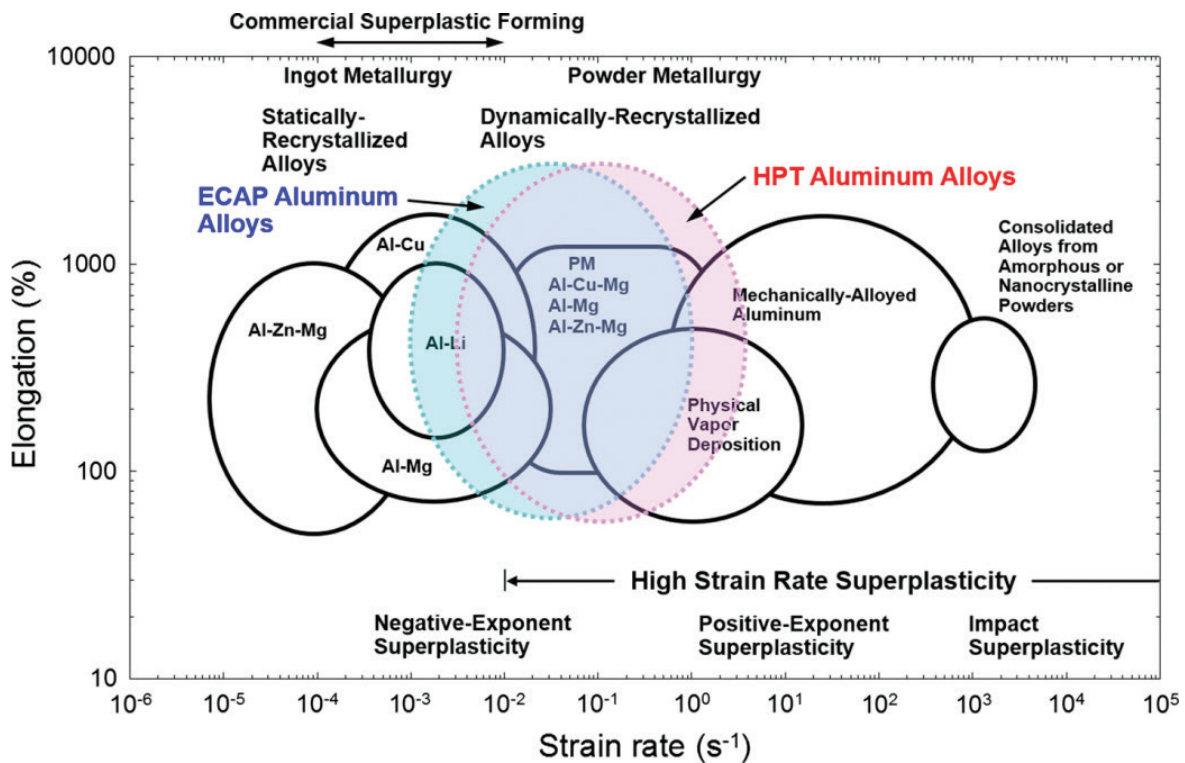 Commercial Superplastic Forming
10000
Ingot Metallurgy
Powder Metallurgy
Statically-
Recrystallized
Alloys
Dynamically-Recrystallized
Alloys
ECAP Aluminum
Alloys
HPT Aluminum Alloys
Al-Cu
Consolidated
Alloys from
Amorphous or
Nanocrystalline
Powders
1000
PM
Al-Cu-Mg
Al-Mg
Al-Zn-Mg
Mechanically-Alloyed
Aluminum
Al-Zn-Mg
Al-Li
Elongation (%)
Physical
Vapor
Deposition
Al-Mg
100
High Strain Rate Superplasticity
Negative-Exponent
Superplasticity
Positive-Exponent
Superplasticity
Impact
Superplasticity
10
10⁻⁶ 10⁻⁵ 10⁻⁴ 10⁻³ 10⁻² 10⁻¹ 10⁰ 10¹ 10² 10³ 10⁴ 10⁵
Strain rate (s⁻¹)